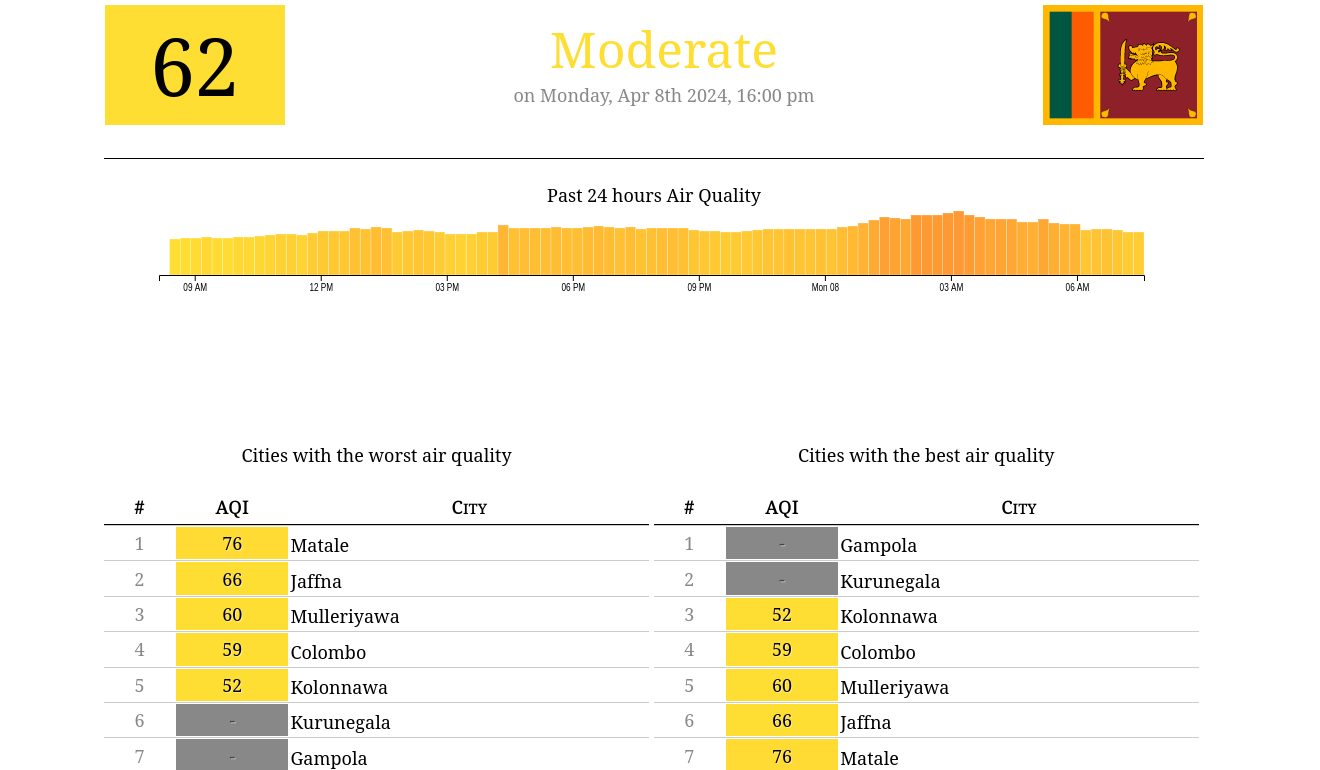 62
Moderate
on Monday, Apr 8th 2024, 16:00 pm
Past 24 hours Air Quality
09 AM 12 PM 03 PM 06 PM 09 PM Mon 08 03 AM 06 AM
Cities with the worst air quality
# AQI City
1 76 Matale
2 66 Jaffna
3 60 Mulleriyawa
4 59 Colombo
5 52 Kolonnawa
6 - Kurunegala
7 - Gampola
Cities with the best air quality
# AQI City
1 - Gampola
2 - Kurunegala
3 52 Kolonnawa
4 59 Colombo
5 60 Mulleriyawa
6 66 Jaffna
7 76 Matale